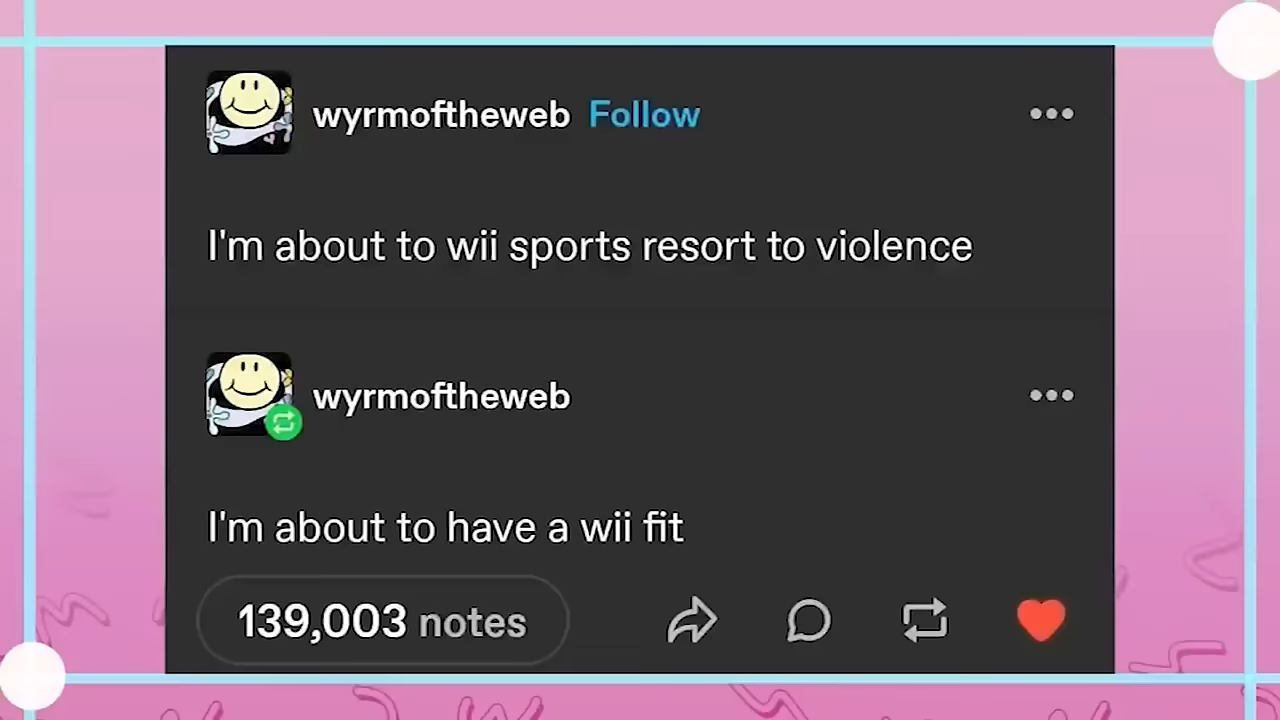 wyrmoftheweb Follow
I'm about to wii sports resort to violence
wyrmoftheweb
I'm about to have a wii fit
139,003 notes